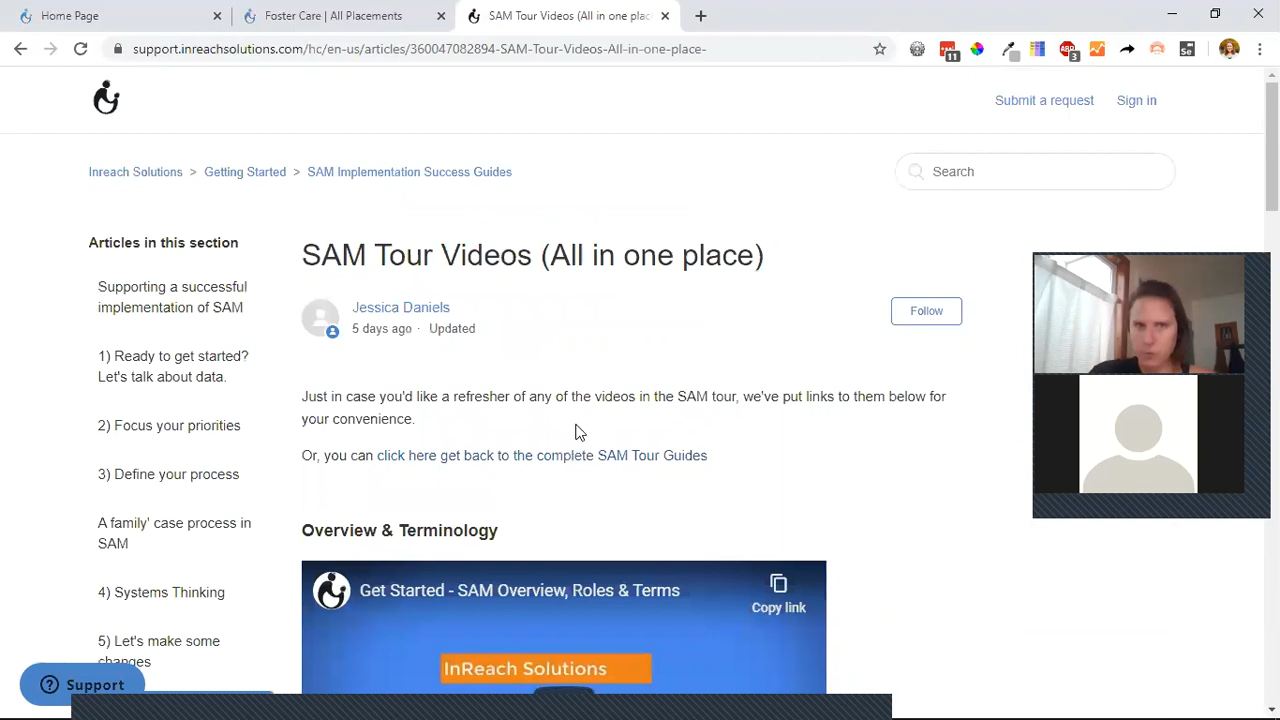 Home Page
Foster Care | All Placements
SAM Tour Videos (All in one plac
support.inreachsolutions.com/hc/en-us/articles/360047082894-SAM-Tour-Videos-All-in-one-place-
11
3
Se
Submit a request
Sign in
Inreach Solutions > Getting Started > SAM Implementation Success Guides
Search
Articles in this section
Supporting a successful
implementation of SAM
1) Ready to get started?
Let's talk about data.
2) Focus your priorities
3) Define your process
A family' case process in
SAM
4) Systems Thinking
5) Let's make some
changes
Support
SAM Tour Videos (All in one place)
Jessica Daniels
5 days ago · Updated
Follow
Just in case you'd like a refresher of any of the videos in the SAM tour, we've put links to them below for
your convenience.
Or, you can click here get back to the complete SAM Tour Guides
Overview & Terminology
Get Started - SAM Overview, Roles & Terms
Copy link
InReach Solutions